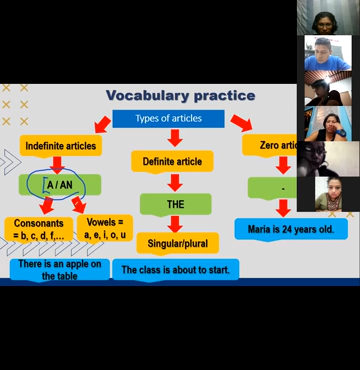 Vocabulary practice
Types of articles
Indefinite articles
Definite article
Zero
A / AN
THE
-
Consonants
= b, c, d, f,...
Vowels =
a, e, i, o, u
Singular/plural
Maria is 24 years old.
There is an apple on
the table
The class is about to start.